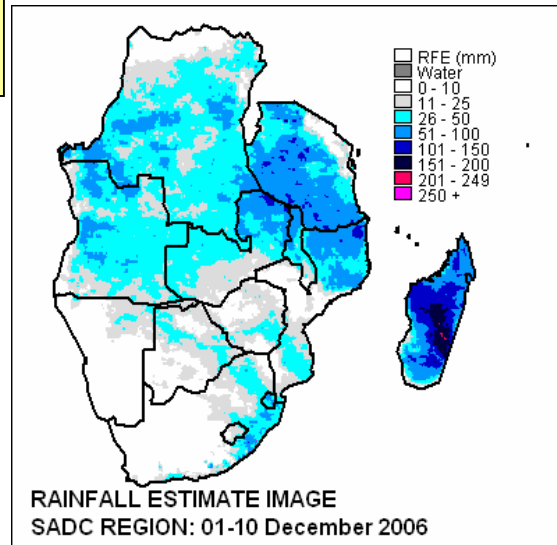 RFE (mm)
Water
0 - 10
11 - 25
26 - 50
51 - 100
101 - 150
151 - 200
201 - 249
250 +
RAINFALL ESTIMATE IMAGE
SADC REGION: 01-10 December 2006